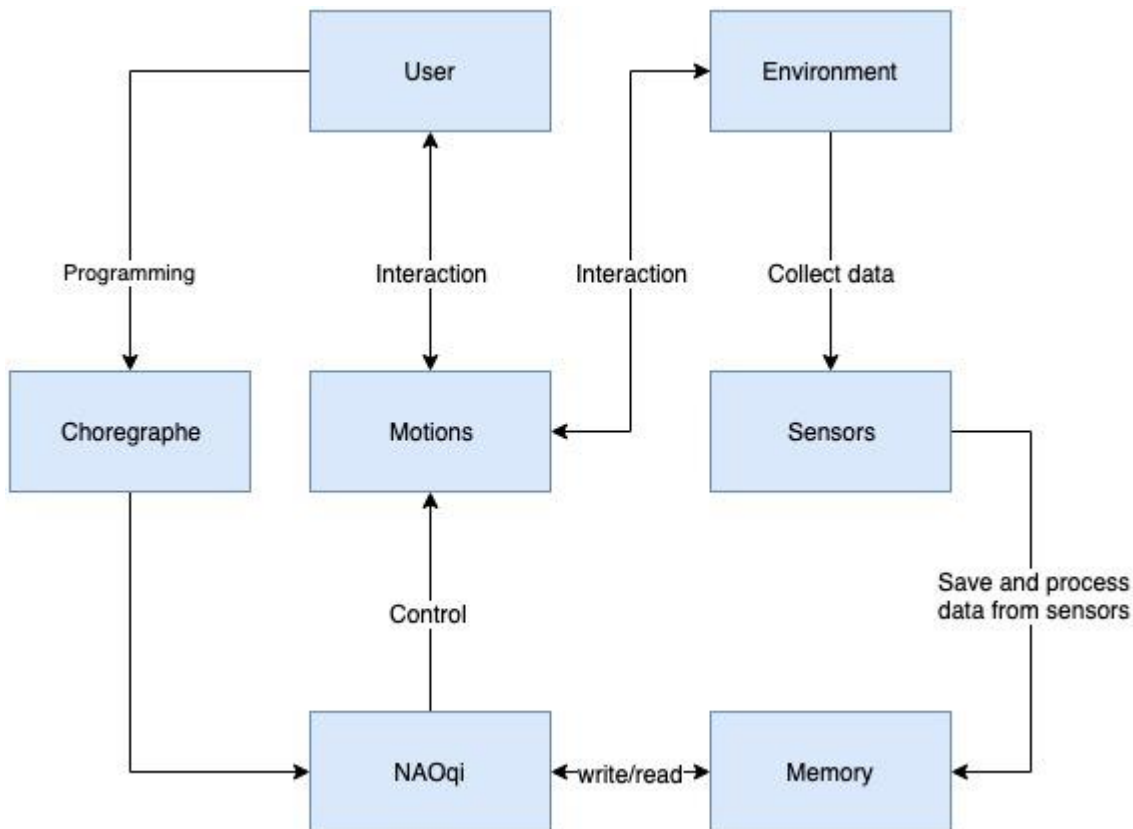 User
Environment
Programming
Interaction
Interaction
Collect data
Choregraphe
Motions
Sensors
Control
Save and process
data from sensors
NAOqi
write/read
Memory